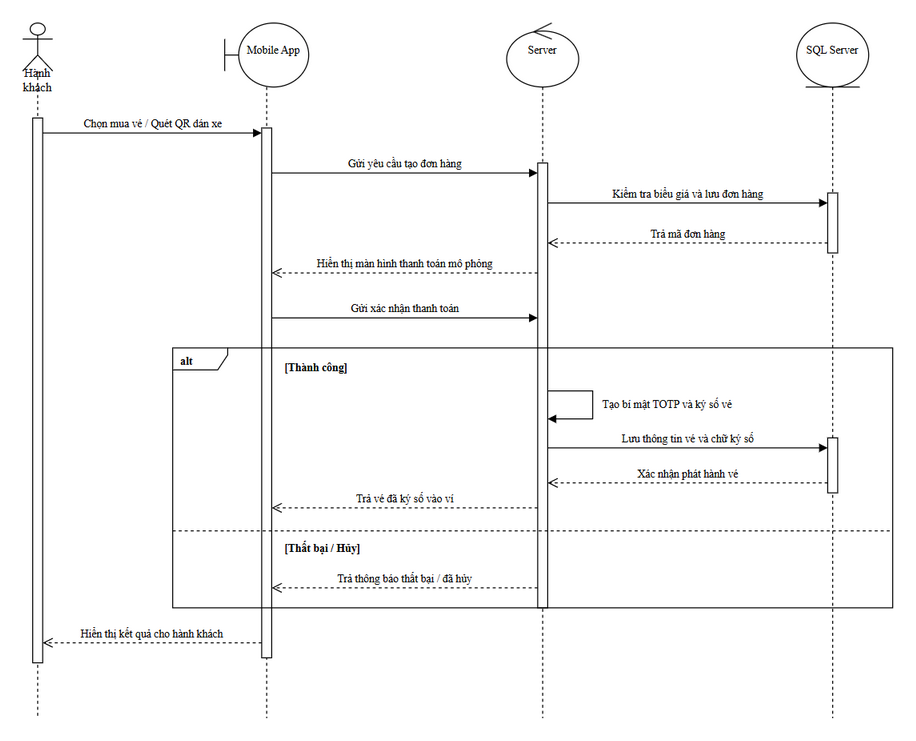 Hành
khách
Mobile App
Server
SQL Server
Chọn mua vé / Quét QR dán xe
Gửi yêu cầu tạo đơn hàng
Kiểm tra biểu giá và lưu đơn hàng
Trả mã đơn hàng
Hiển thị màn hình thanh toán mô phỏng
Gửi xác nhận thanh toán
alt
[Thành công]
Tạo bí mật TOTP và ký số vé
Lưu thông tin vé và chữ ký số
Xác nhận phát hành vé
Trả vé đã ký số vào ví
[Thất bại / Hủy]
Trả thông báo thất bại / đã hủy
Hiển thị kết quả cho hành khách